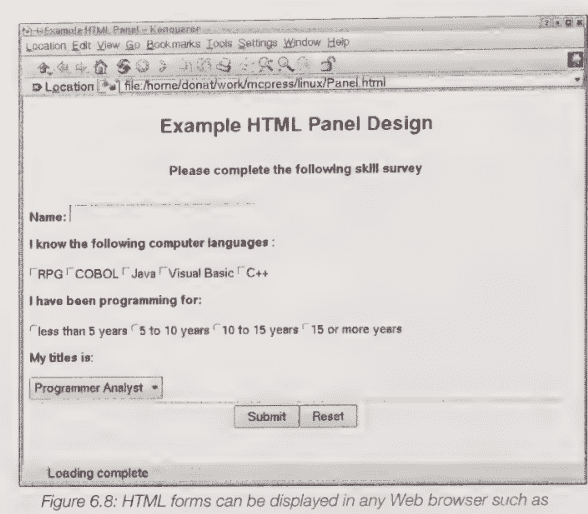 Example HTML Panel - Konqueror
Location Edit View Go Bookmarks Tools Settings Window Help
Location file:/home/donat/work/mcpress/linux/Panel.html
Example HTML Panel Design
Please complete the following skill survey
Name:
I know the following computer languages :
RPG COBOL Java Visual Basic C++
I have been programming for:
less than 5 years 5 to 10 years 10 to 15 years 15 or more years
My titles is:
Programmer Analyst
Submit Reset
Loading complete
Figure 6.8: HTML forms can be displayed in any Web browser such as